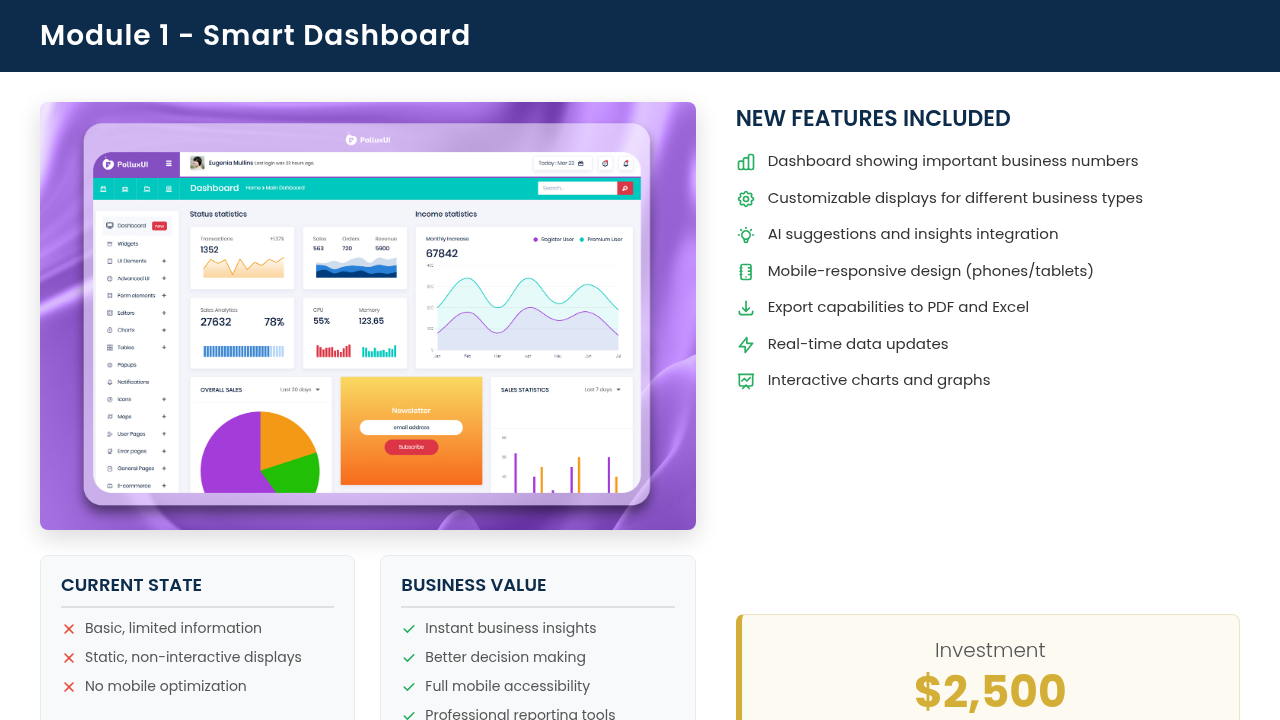 Module 1 - Smart Dashboard
PolluxUI
PolluxUI
Eugenia Mullins Last login was 23 hours ago.
Today: Mar 23
Dashboard Home > Main Dashboard
Search..
Dashboard new
Widgets
UI Elements +
Advanced UI +
Form elements +
Editors +
Charts +
Tables +
Popups
Notifications
Icons +
Maps +
User Pages +
Error pages +
General Pages +
E-commerce +
Status statistics
Transactions +1.37%
1352
Sales Orders Revenue
563 720 5900
Sales Analytics
27632 78%
CPU Memory
55% 123,65
Income statistics
Monthly Increase Register User Premium User
67842
Jan Feb Mar Apr May Jun Jul
OVERALL SALES Last 30 days
Newsletter
email address
Subscribe
SALES STATISTICS Last 7 days
NEW FEATURES INCLUDED
Dashboard showing important business numbers
Customizable displays for different business types
AI suggestions and insights integration
Mobile-responsive design (phones/tablets)
Export capabilities to PDF and Excel
Real-time data updates
Interactive charts and graphs
CURRENT STATE
Basic, limited information
Static, non-interactive displays
No mobile optimization
BUSINESS VALUE
Instant business insights
Better decision making
Full mobile accessibility
Professional reporting tools
Investment
$2,500